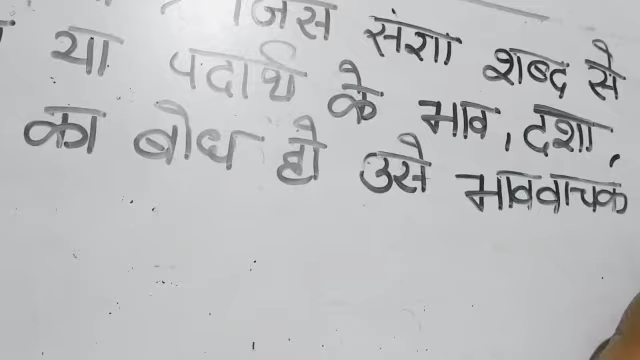 जिस संज्ञा शब्द से
या पदार्थ के भाव, दशा,
का बोध हो उसे भाववाचक